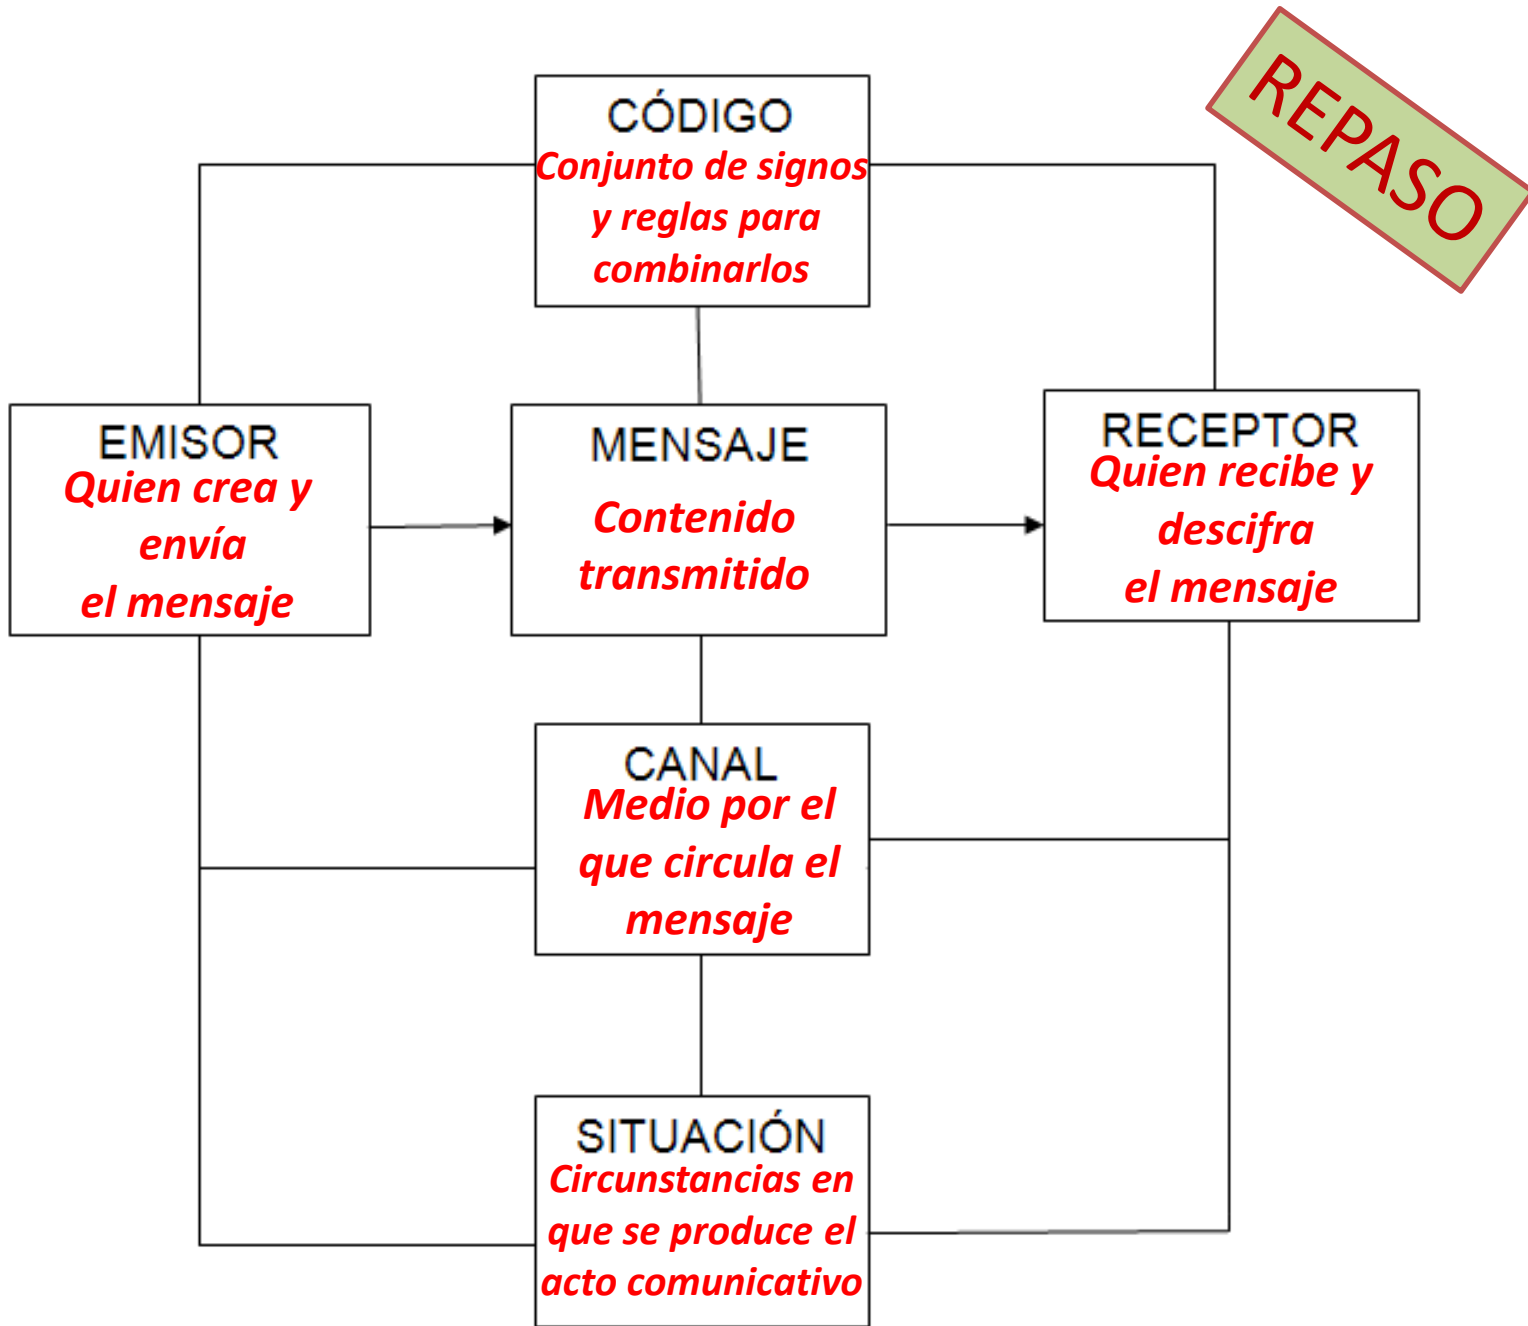 REPASO
CÓDIGO
Conjunto de signos
y reglas para
combinarlos
EMISOR
Quien crea y
envía
el mensaje
MENSAJE
Contenido
transmitido
RECEPTOR
Quien recibe y
descifra
el mensaje
CANAL
Medio por el
que circula el
mensaje
SITUACIÓN
Circunstancias en
que se produce el
acto comunicativo